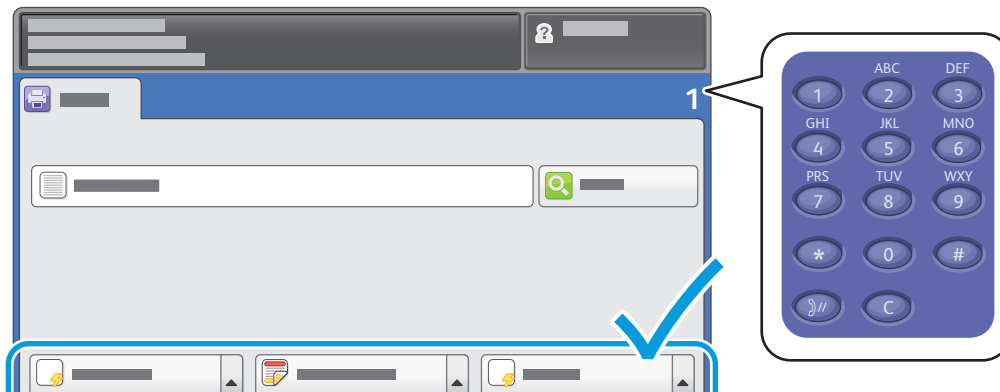 1
ABC DEF
1 2 3
GHI JKL MNO
4 5 6
PRS TUV WXY
7 8 9
* 0 #
C